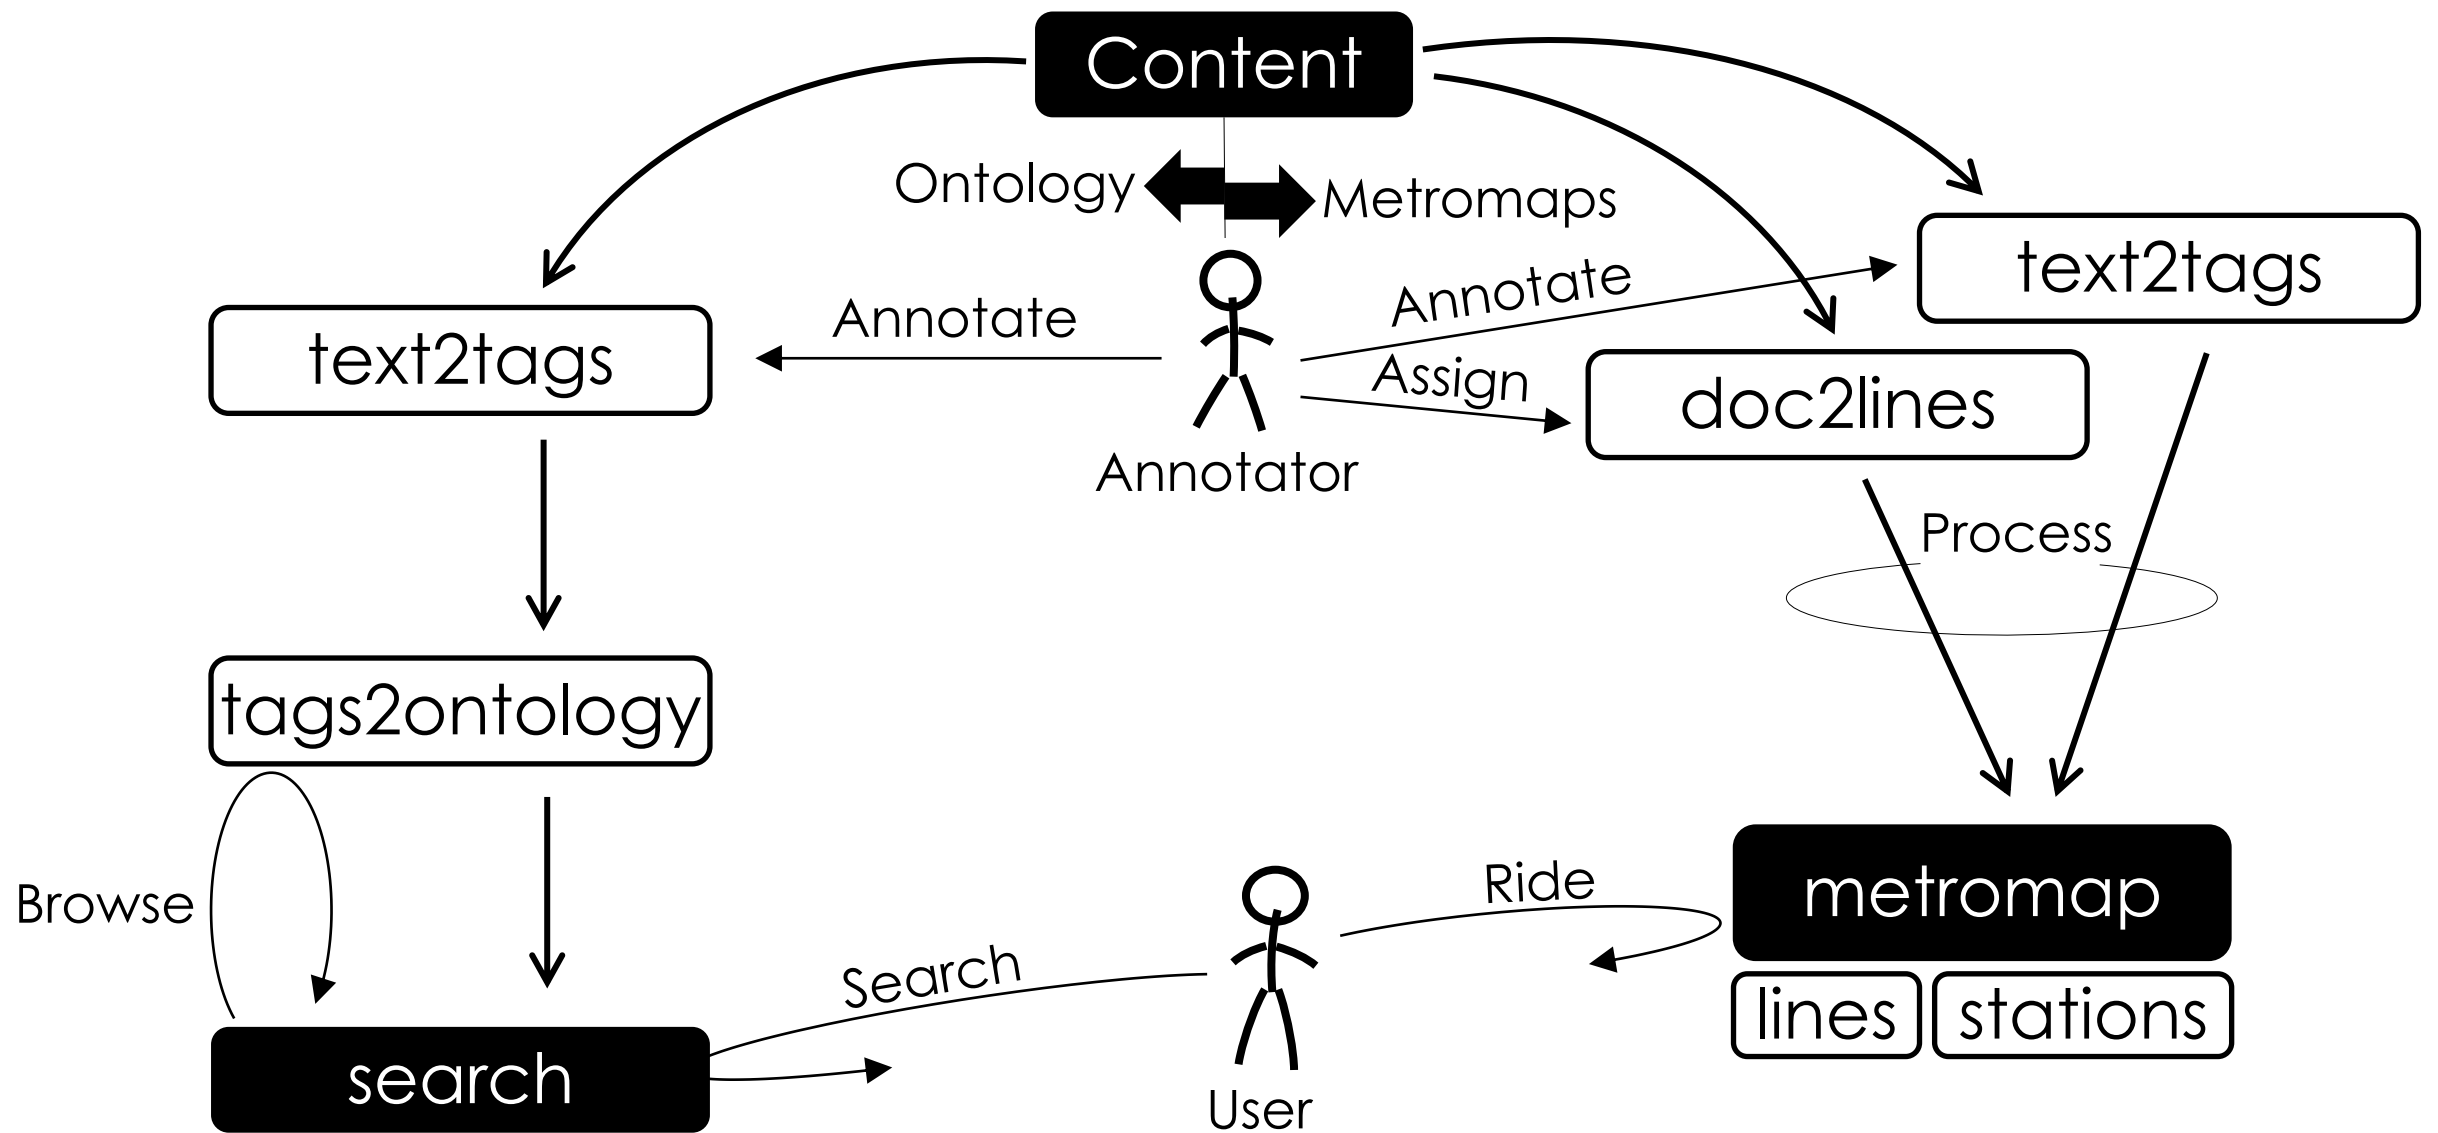 Content
Ontology
Metromaps
text2tags
Annotate
Annotate
text2tags
Assign
doc2lines
Annotator
Process
tags2ontology
Browse
Search
Ride
metromap
lines
stations
search
User